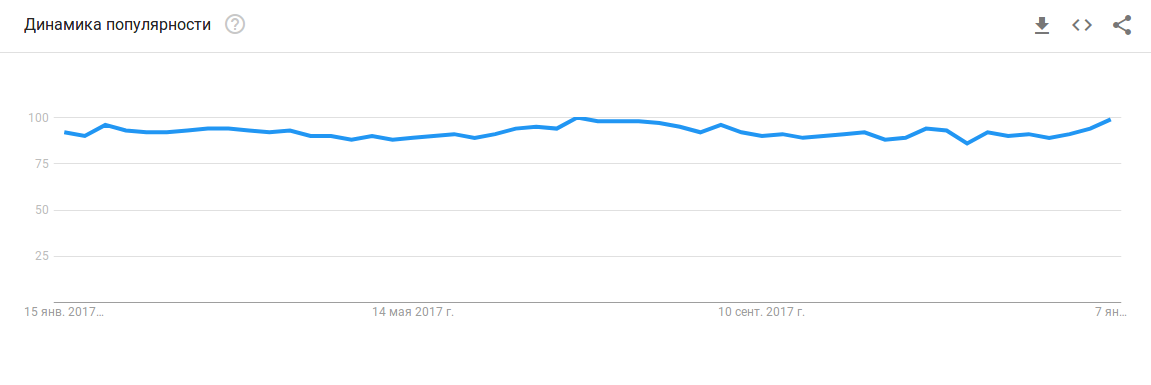 Динамика популярности ?
100
75
50
25
15 янв. 2017…
14 мая 2017 г.
10 сент. 2017 г.
7 ян…